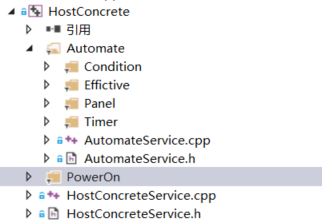 HostConcrete
引用
Automate
Condition
Effictive
Panel
Timer
AutomateService.cpp
AutomateService.h
PowerOn
HostConcreteService.cpp
HostConcreteService.h